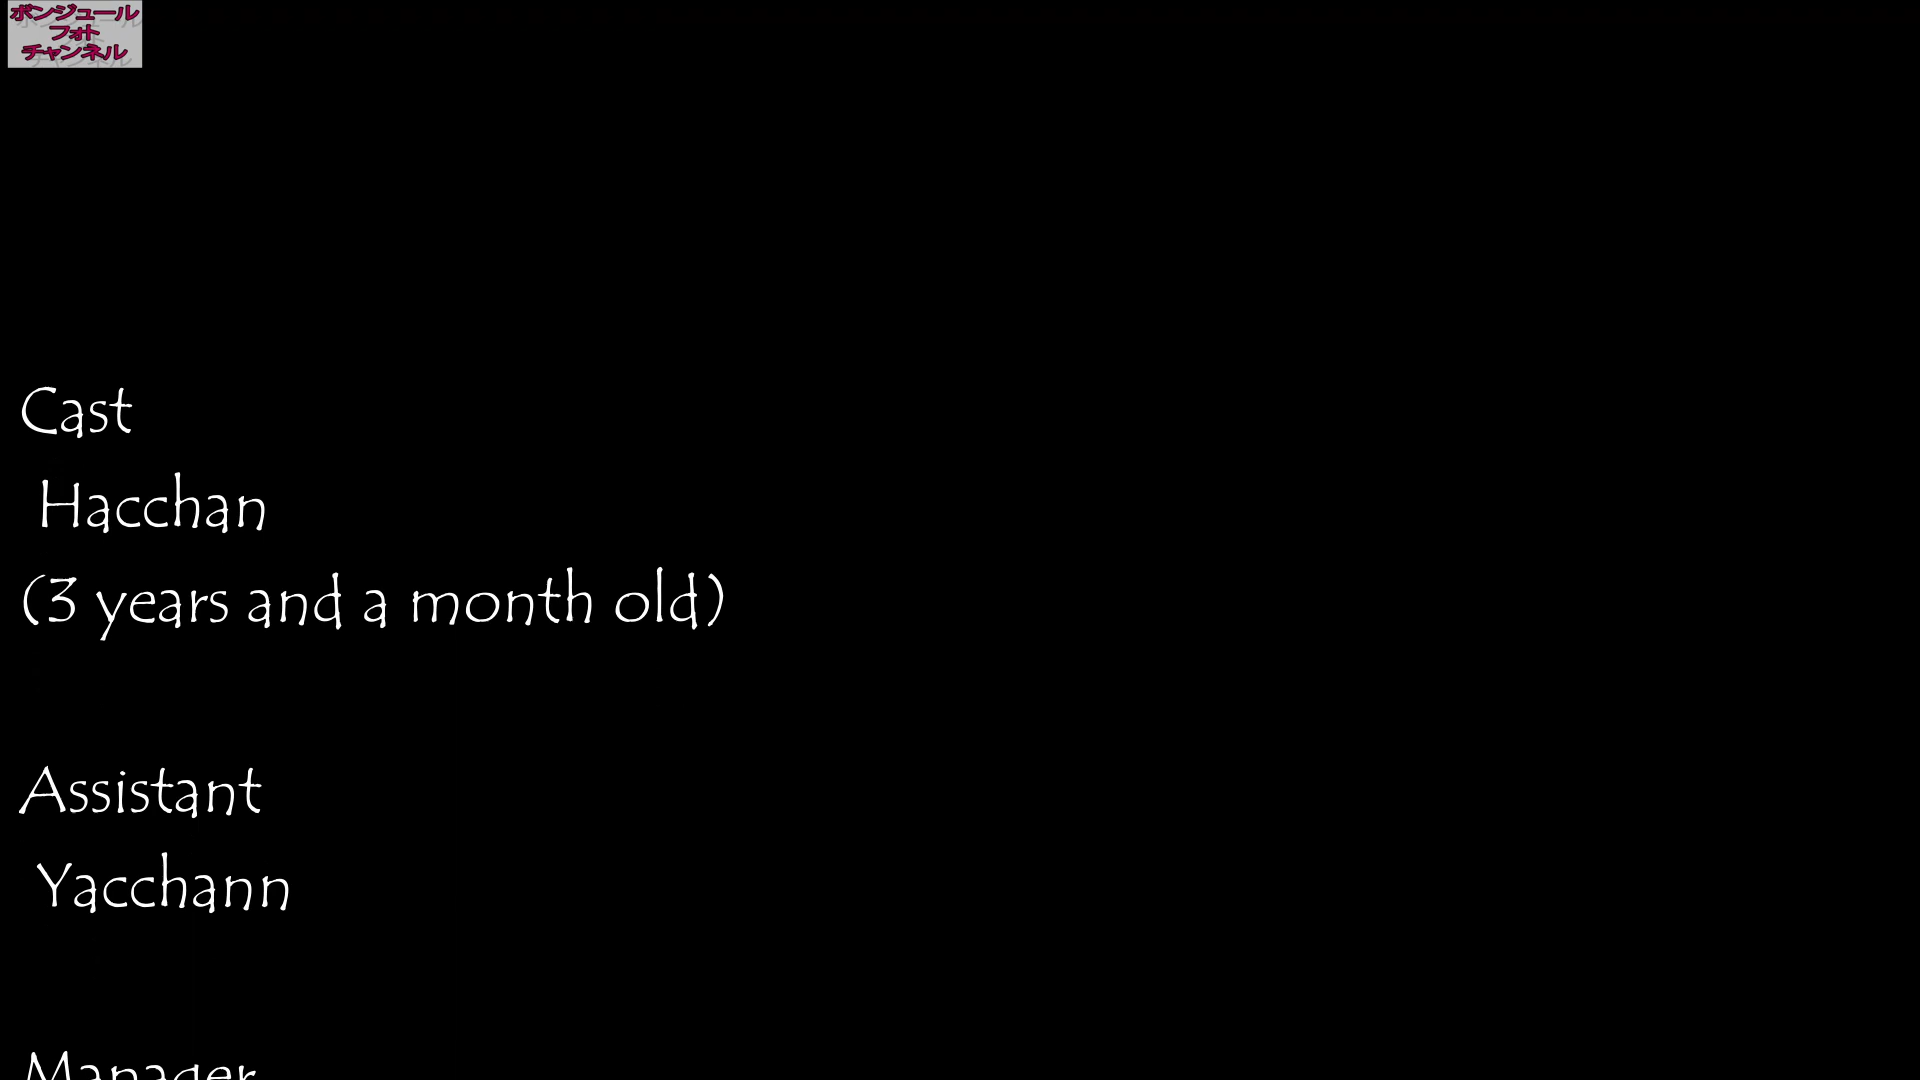 ボンジュール
フォト
チャンネル
Cast
Hacchan
(3 years and a month old)
Assistant
Yacchann
Manager